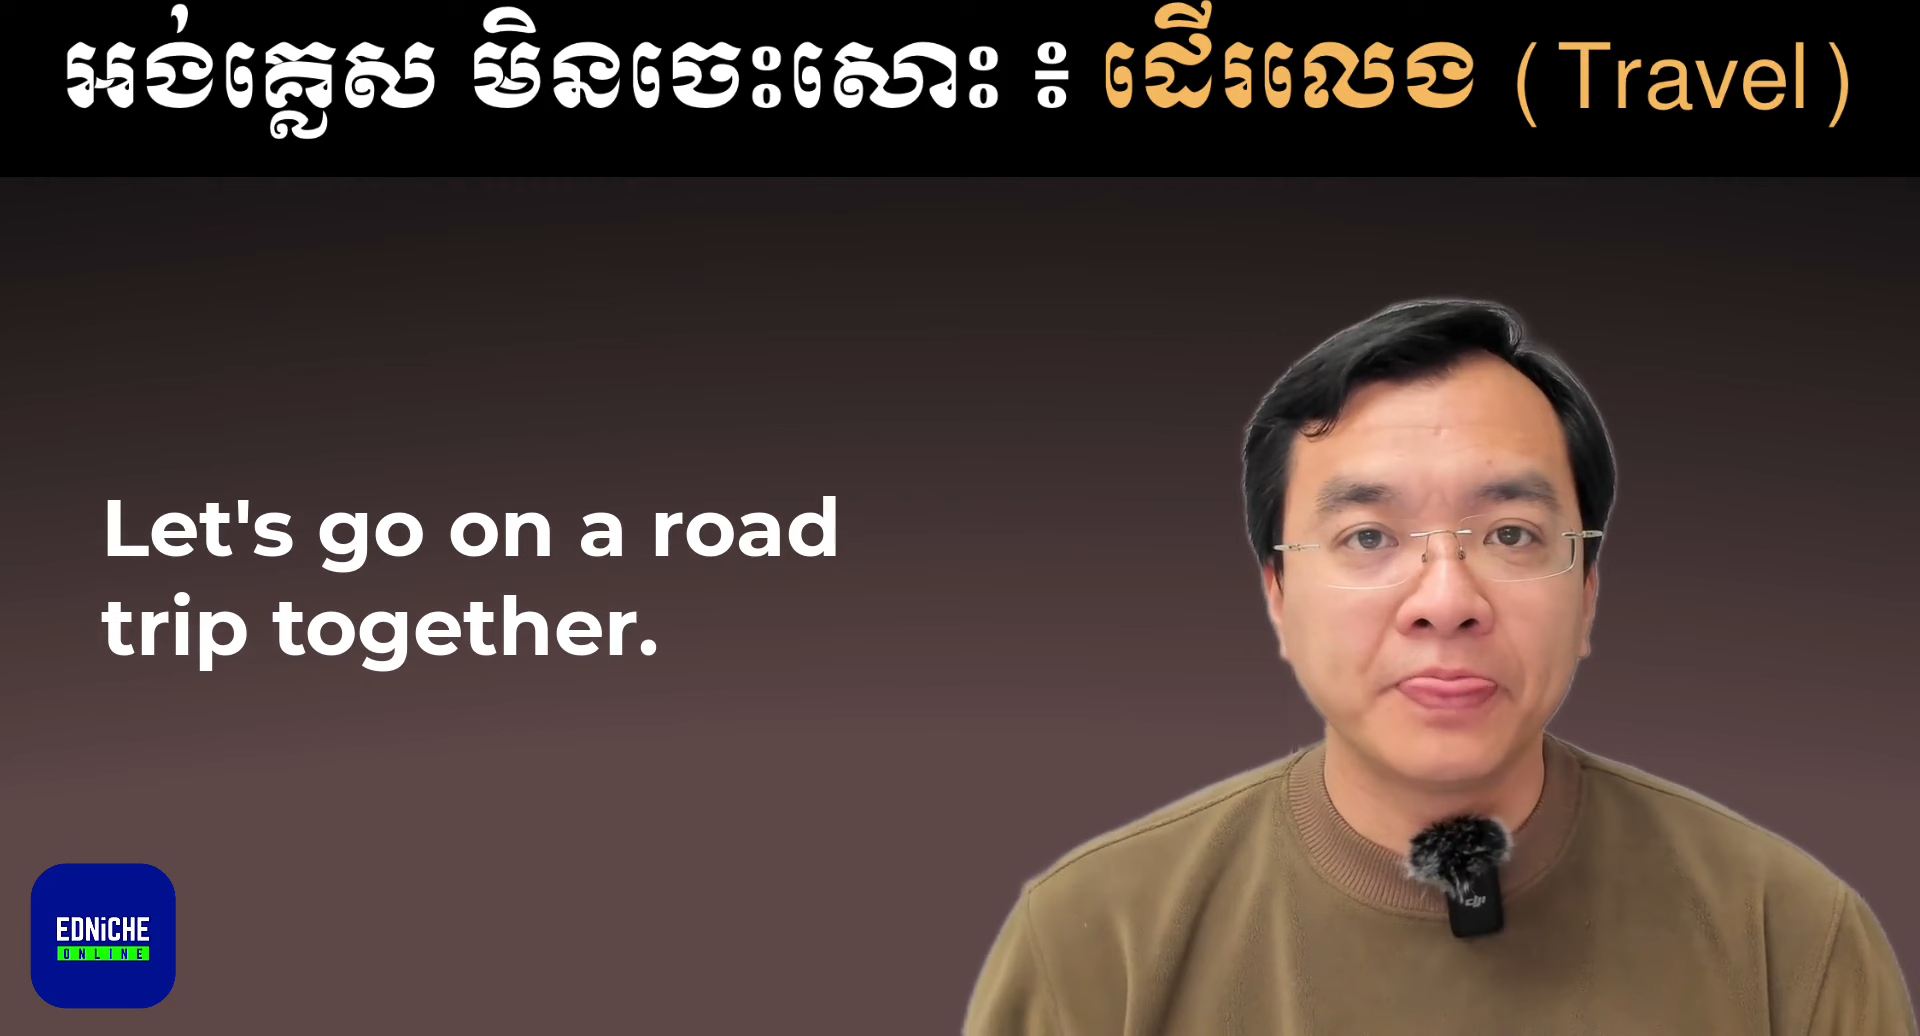 អង់គ្លេស មិនចេះសោះ ៖ ដើរលេង (Travel)
Let's go on a road
trip together.
EDNiCHE
ONLINE
dji